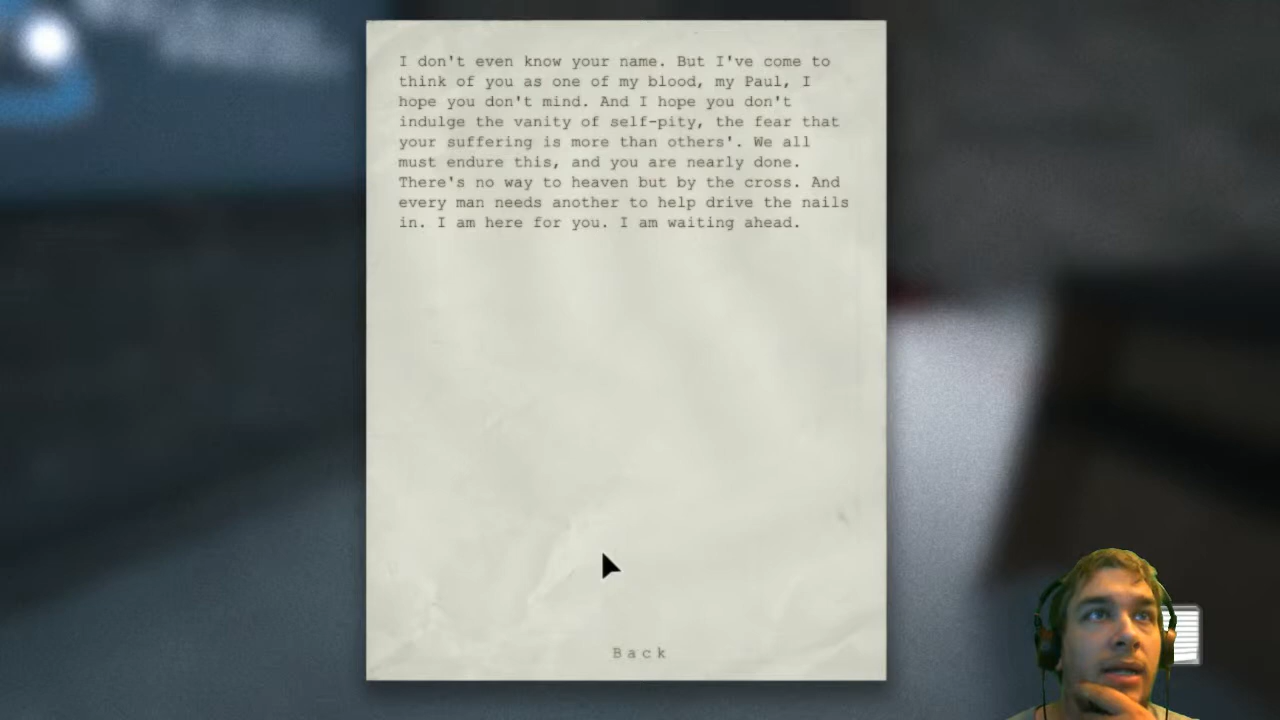 I don't even know your name. But I've come to
think of you as one of my blood, my Paul, I
hope you don't mind. And I hope you don't
indulge the vanity of self-pity, the fear that
your suffering is more than others'. We all
must endure this, and you are nearly done.
There's no way to heaven but by the cross. And
every man needs another to help drive the nails
in. I am here for you. I am waiting ahead.
Back